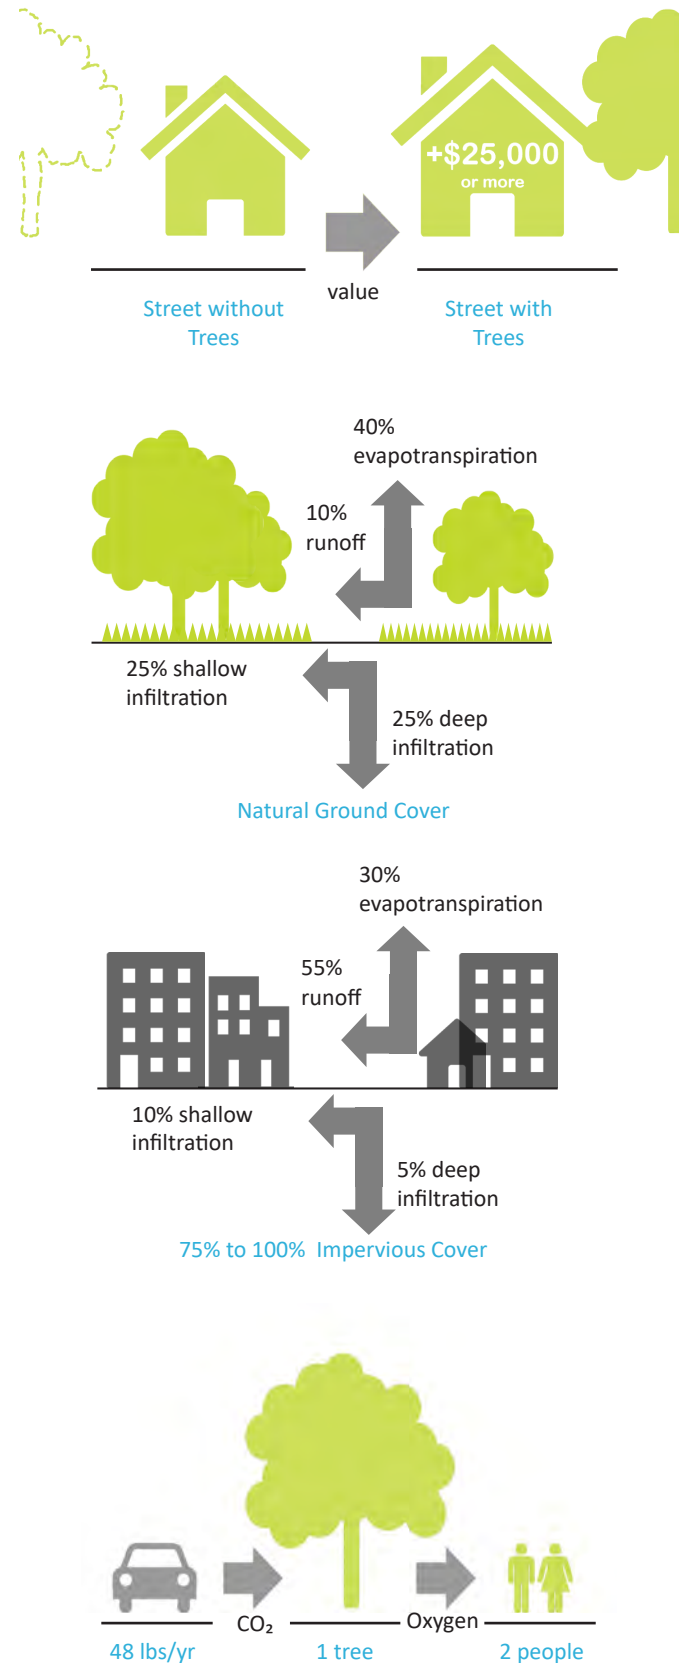 +$25,000
or more
value
Street without
Trees
Street with
Trees
40%
evapotranspiration
10%
runoff
25% shallow
infiltration
25% deep
infiltration
Natural Ground Cover
30%
evapotranspiration
55%
runoff
10% shallow
infiltration
5% deep
infiltration
75% to 100% Impervious Cover
CO₂
Oxygen
48 lbs/yr
1 tree
2 people